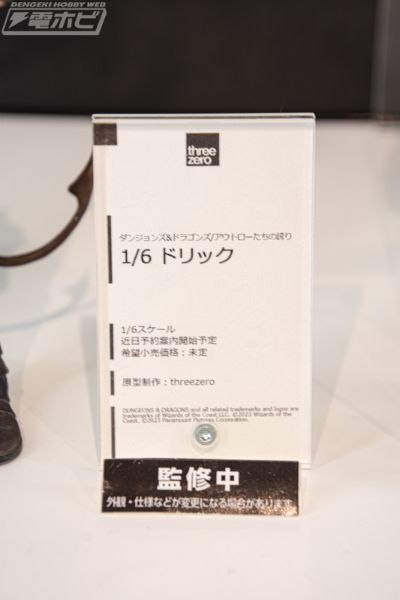 DENGEKI HOBBY WEB
電ホビ
three
zero
ダンジョンズ&ドラゴンズ/アウトローたちの誇り
1/6 ドリック
1/6スケール
近日予約案内開始予定
希望小売価格：未定
原型制作：threezero
DUNGEONS & DRAGONS and all related trademarks and logos are
trademarks of Wizards of the Coast LLC. ©2023 Wizards of the
Coast. ©2023 Paramount Pictures Corporation.
監修中
外観・仕様などが変更になる場合があります